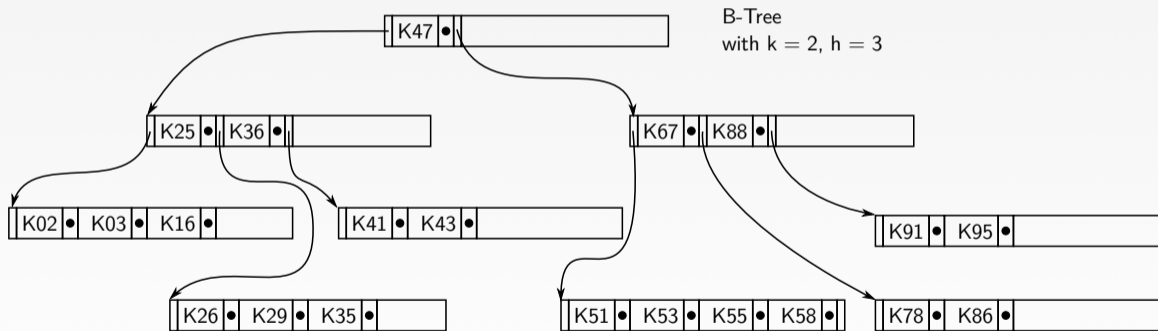 K47
B-Tree
with k = 2, h = 3
K25 K36
K67 K88
K02 K03 K16
K41 K43
K91 K95
K26 K29 K35
K51 K53 K55 K58
K78 K86